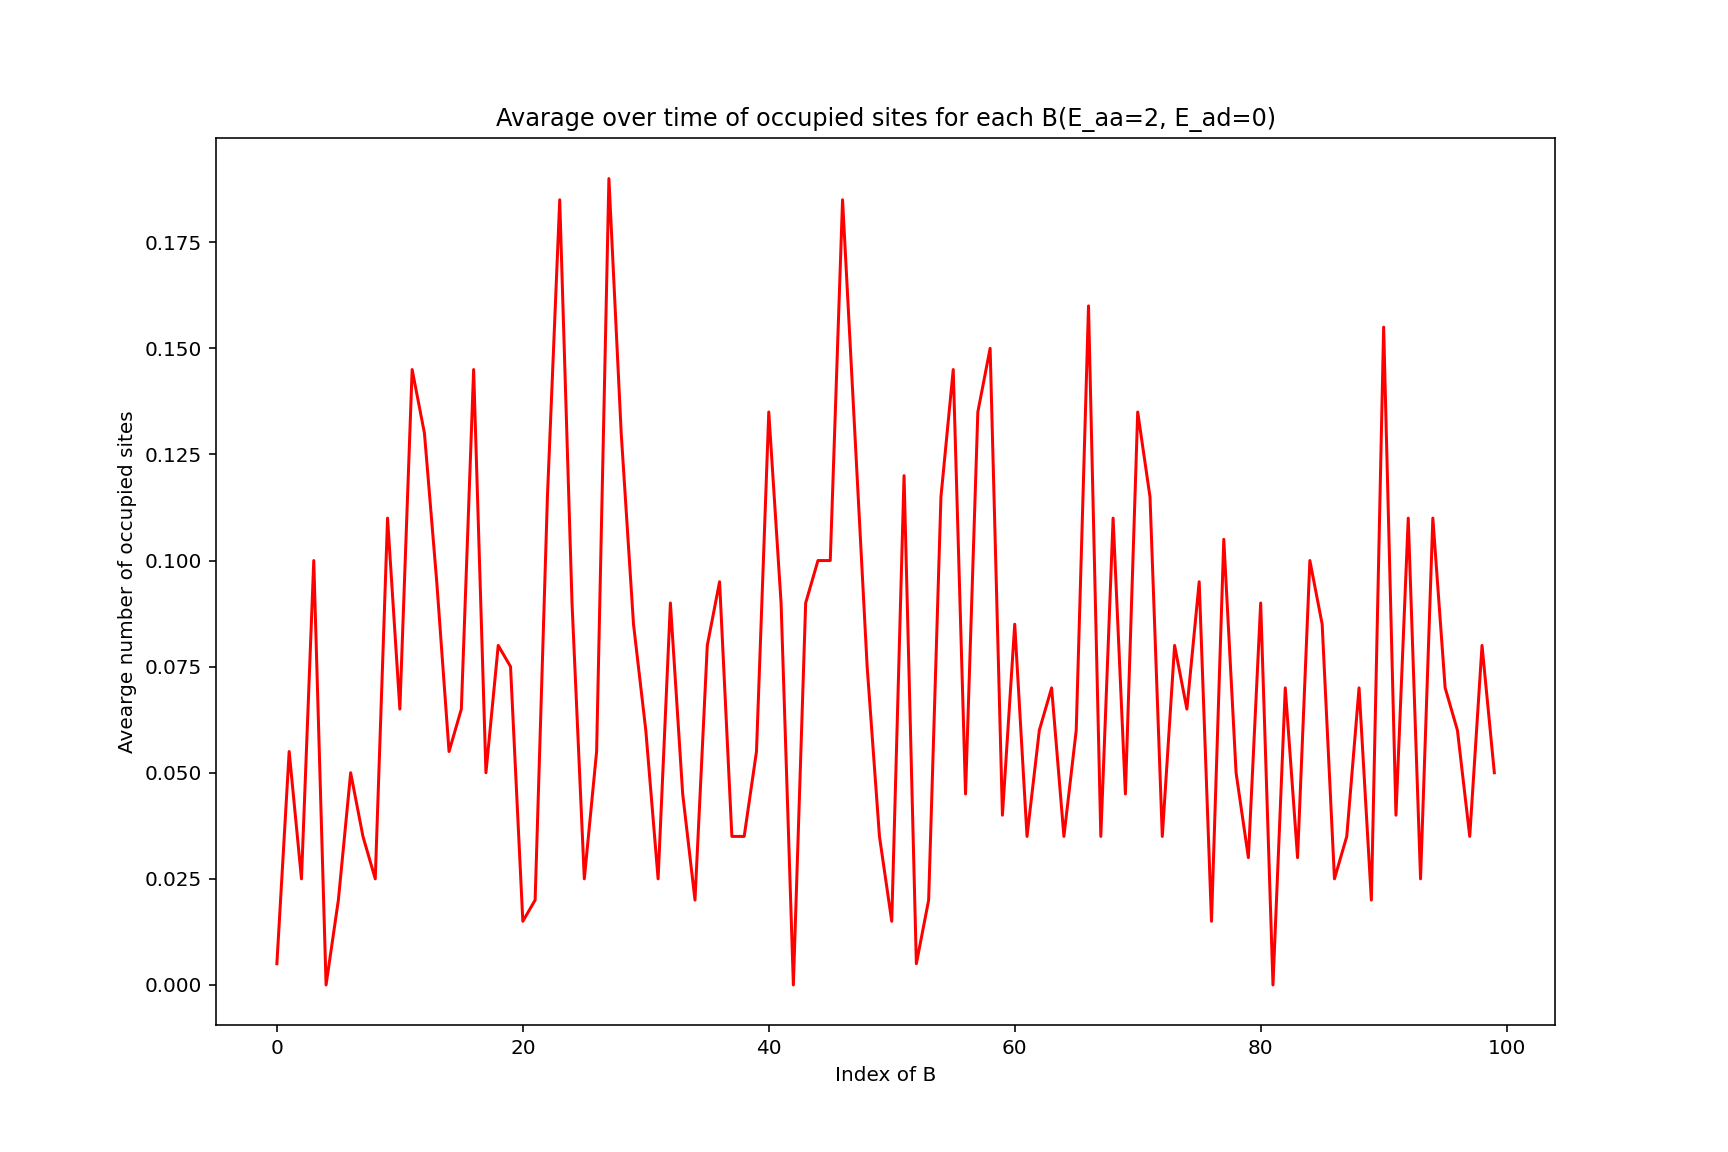 Avarage over time of occupied sites for each B(E_aa=2, E_ad=0)
Avearge number of occupied sites
0.175
0.150
0.125
0.100
0.075
0.050
0.025
0.000
0 20 40 60 80 100
Index of B